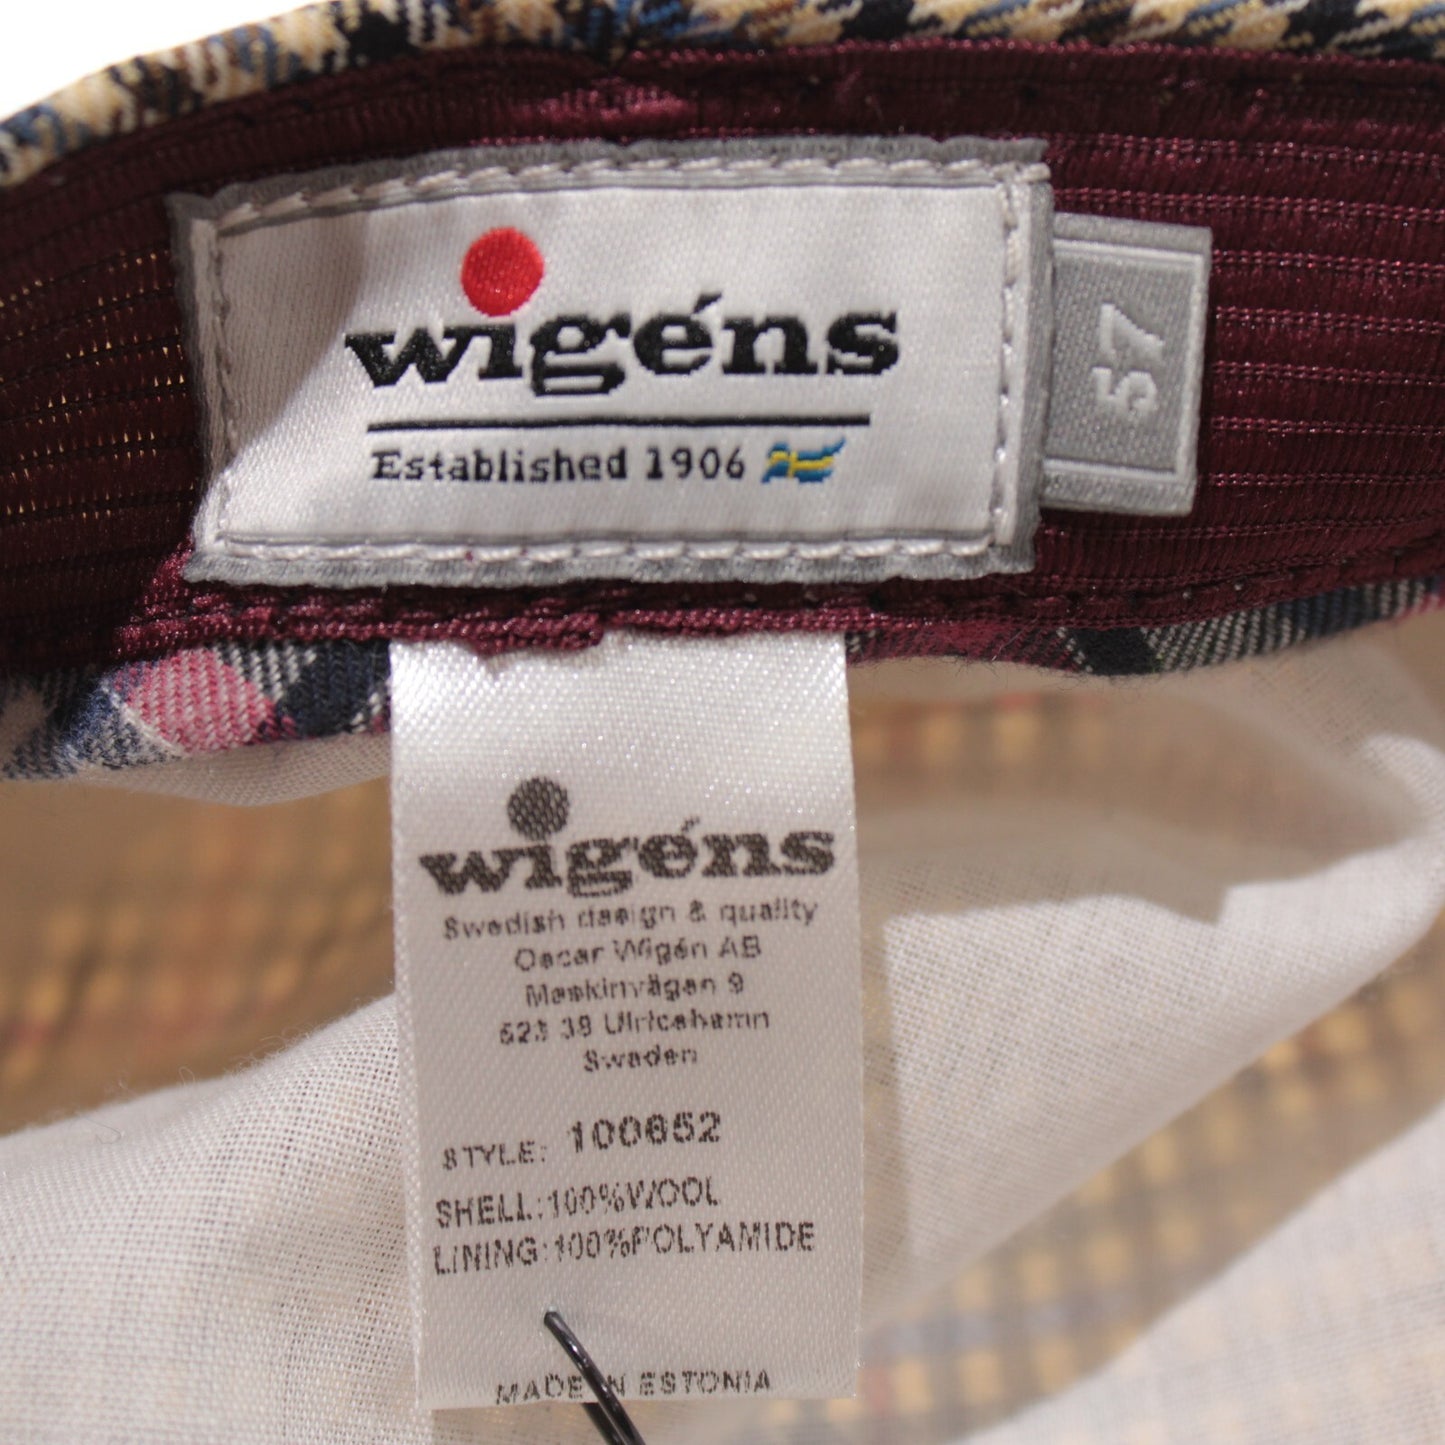 wigéns
Established 1906
57
wigéns
Swedish design & quality
Oscar Wigén AB
Maskinvägen 9
523 38 Ulricehamn
Sweden
STYLE: 100652
SHELL:100%WOOL
LINING:100%POLYAMIDE
MADE IN ESTONIA